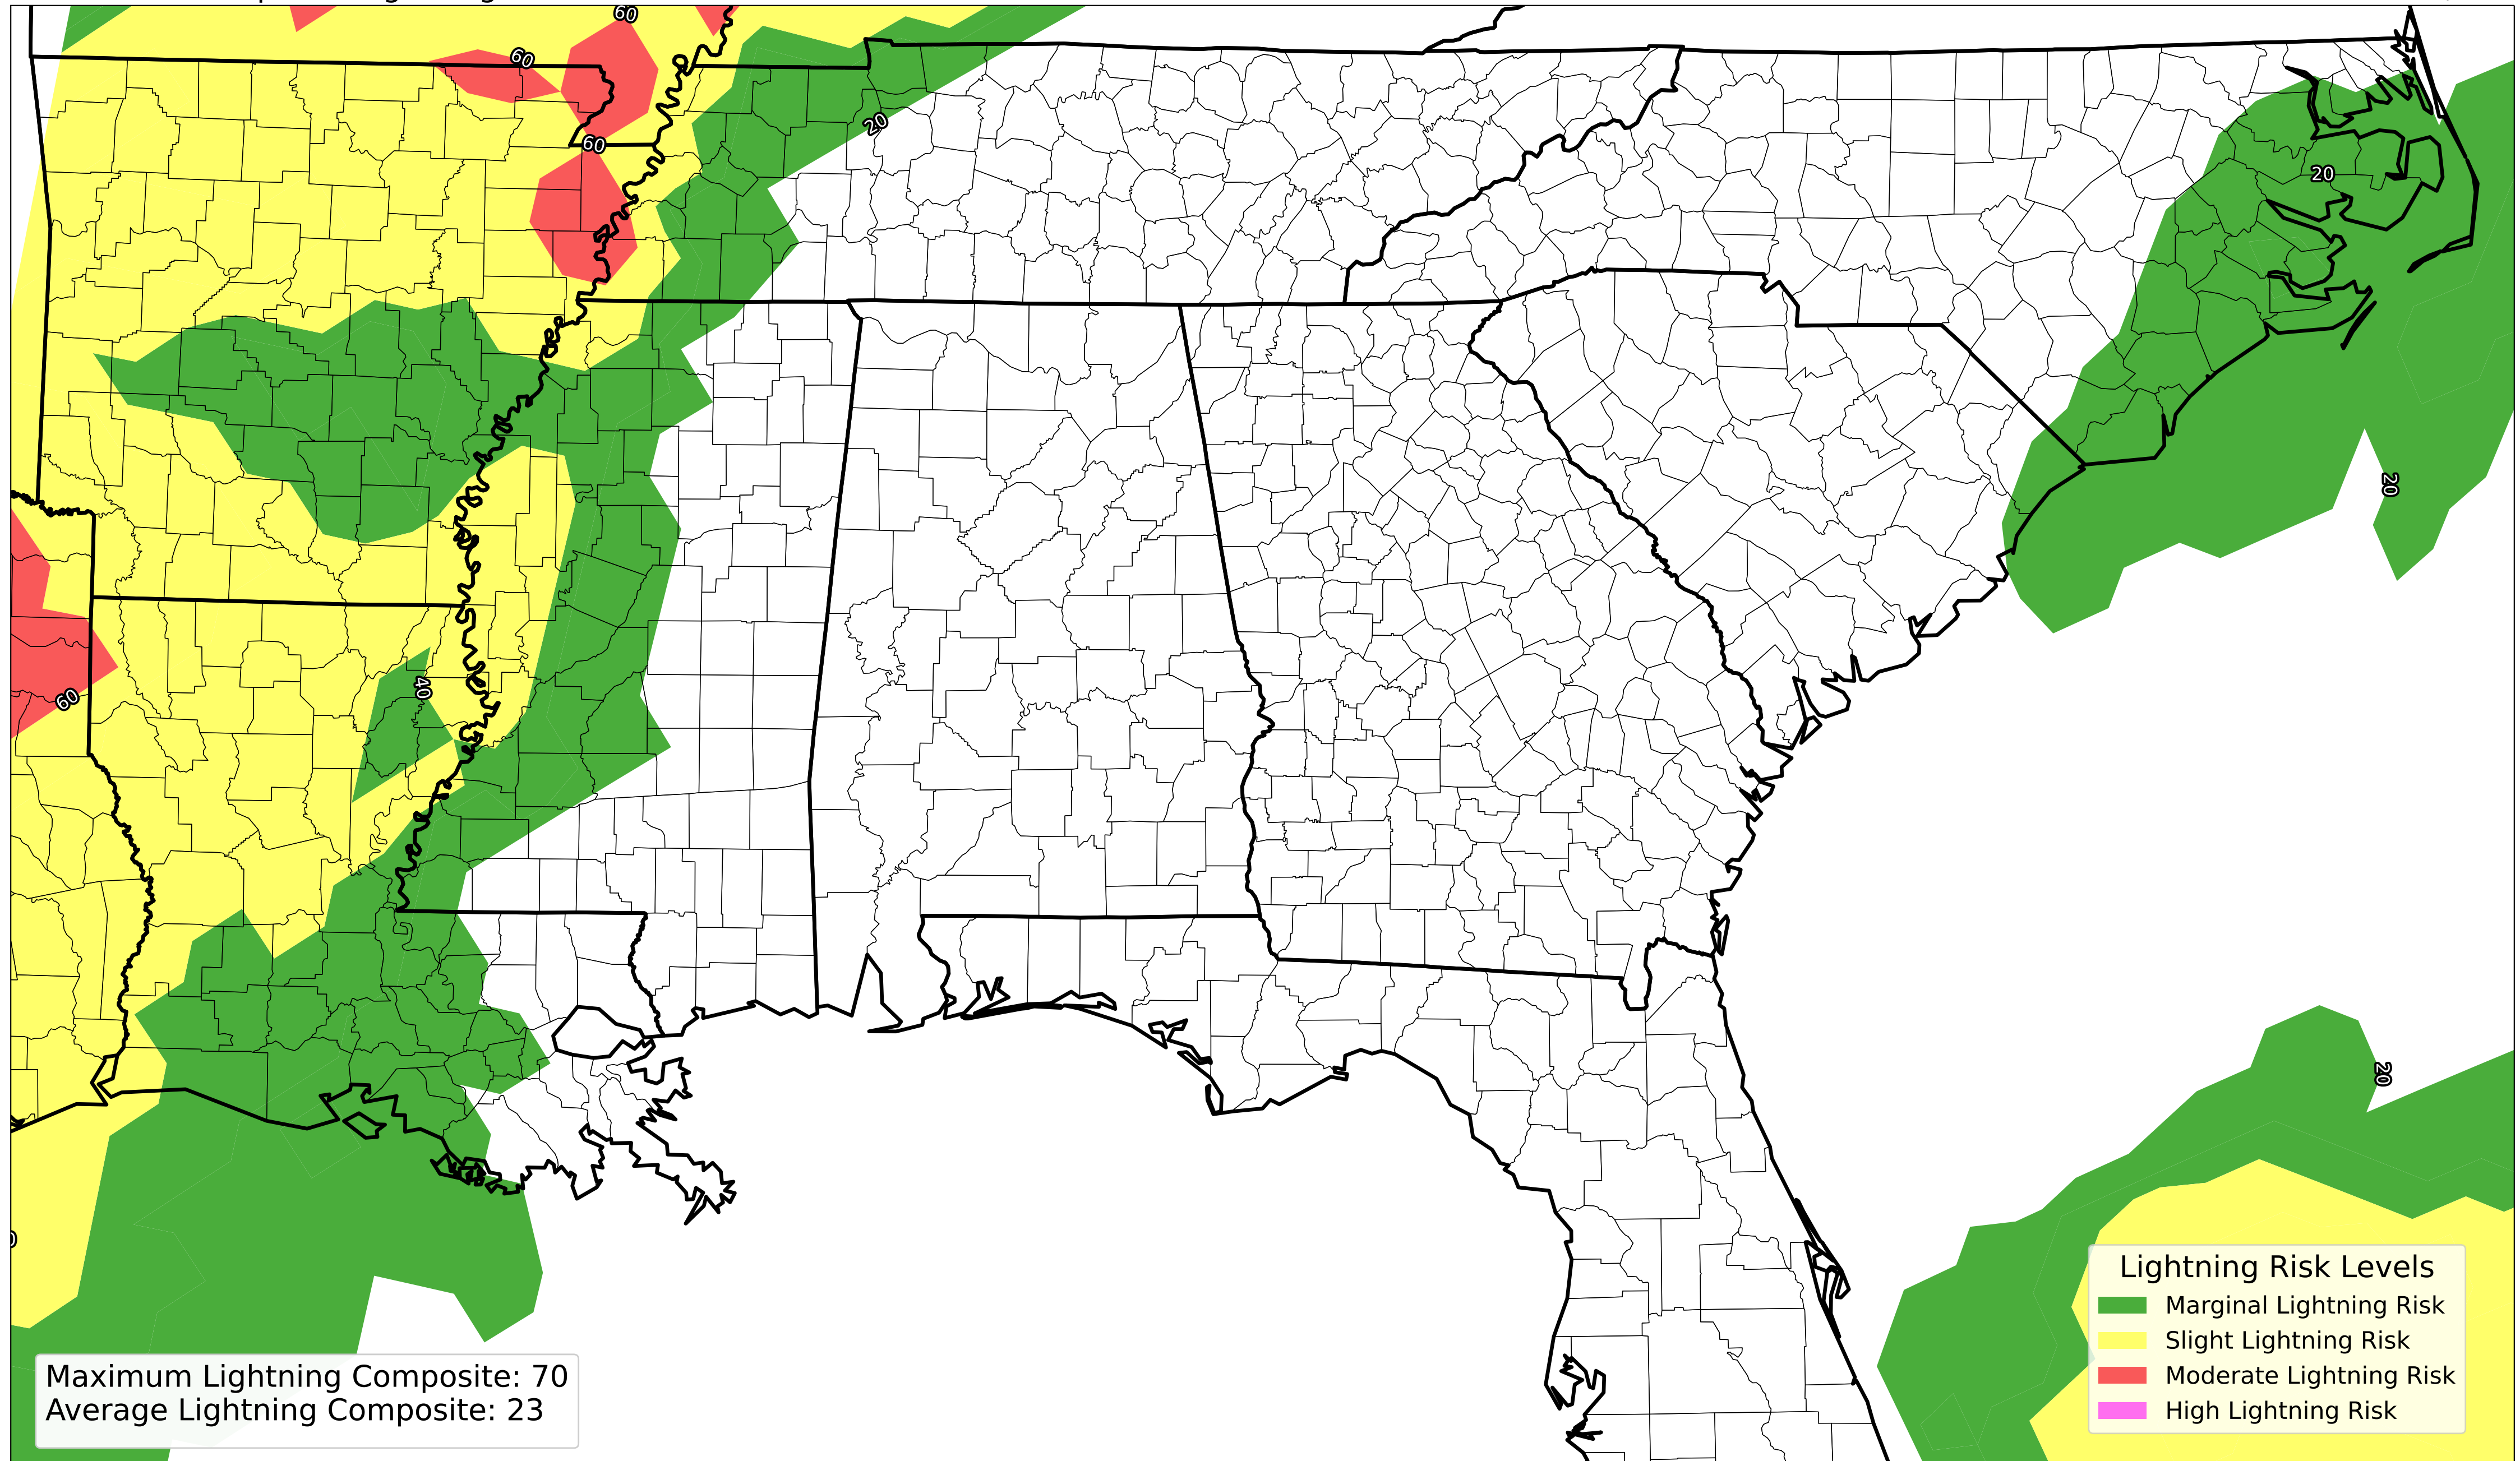 60
60
20
60
20
20
40
60
20
Lightning Risk Levels
Marginal Lightning Risk
Slight Lightning Risk
Moderate Lightning Risk
High Lightning Risk
Maximum Lightning Composite: 70
Average Lightning Composite: 23